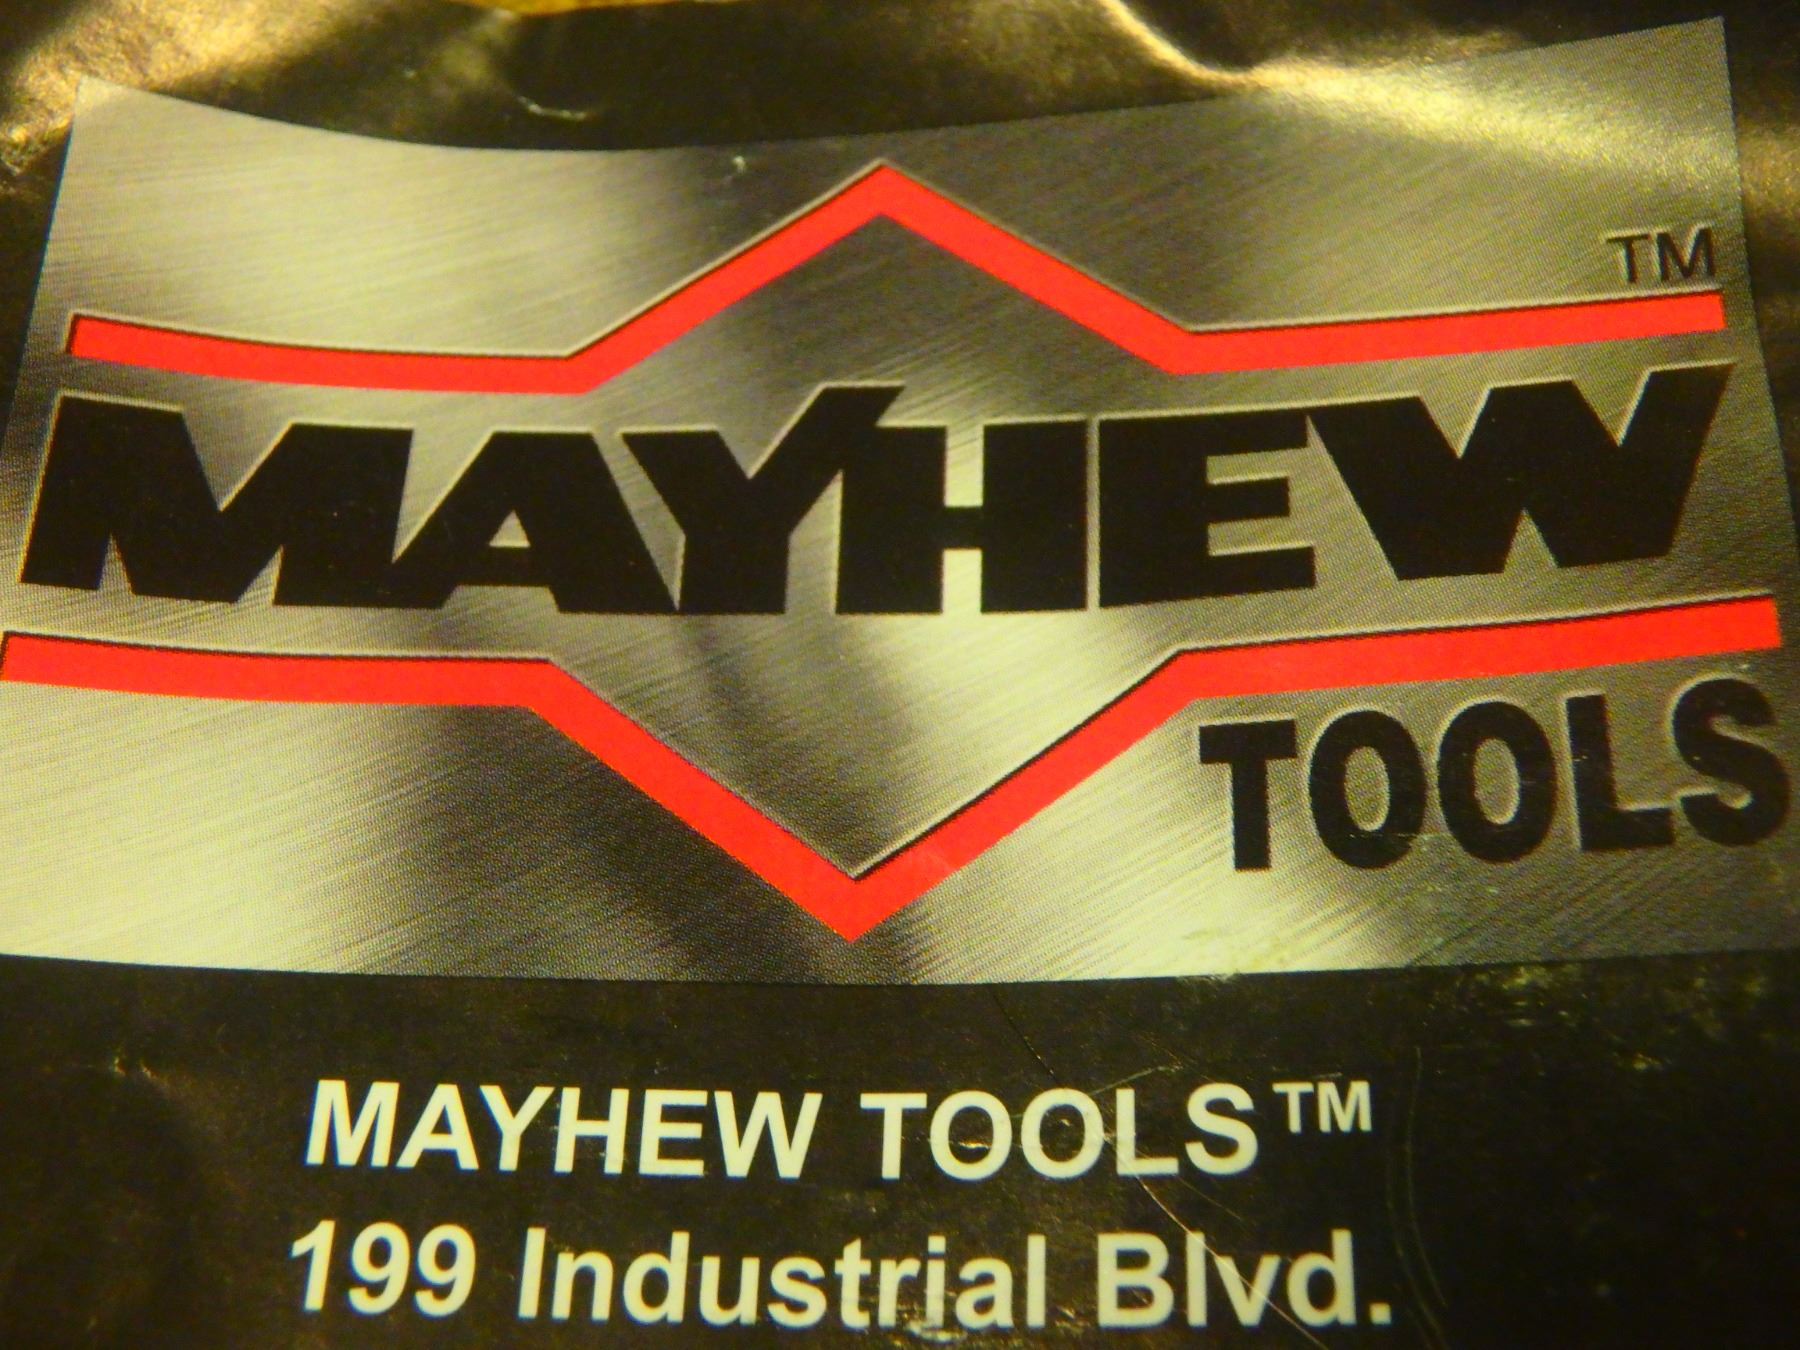 TM
MAYHEW
TOOLS
MAYHEW TOOLS™
199 Industrial Blvd.